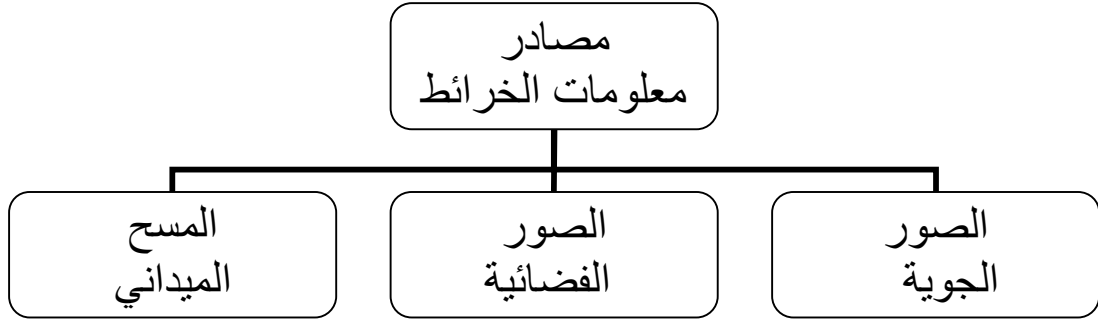 مصادر
معلومات الخرائط
الصور
الجوية
الصور
الفضائية
المسح
الميداني